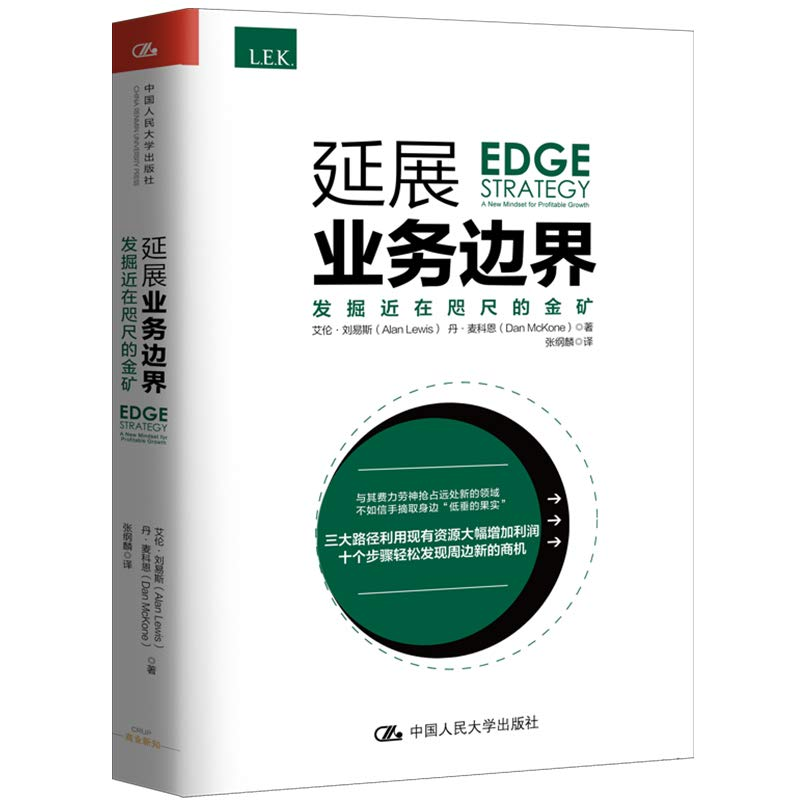 L.E.K.
延展
EDGE
STRATEGY
A New Mindset for Profitable Growth
业务边界
发掘近在咫尺的金矿
艾伦·刘易斯（Alan Lewis） 丹·麦科恩（Dan McKone）◎著
张纲麟◎译
与其费力劳神抢占远处新的领域
不如信手摘取身边“低垂的果实”
三大路径利用现有资源大幅增加利润
十个步骤轻松发现周边新的商机
中国人民大学出版社
中国人民大学出版社
CHINA RENMIN UNIVERSITY PRESS
延展业务边界
发掘近在咫尺的金矿
EDGE
STRATEGY
A New Mindset for
Profitable Growth
艾伦·刘易斯（Alan Lewis）
丹·麦科恩（Dan McKone） ◎著
张纲麟◎译
CRUP
商业新知